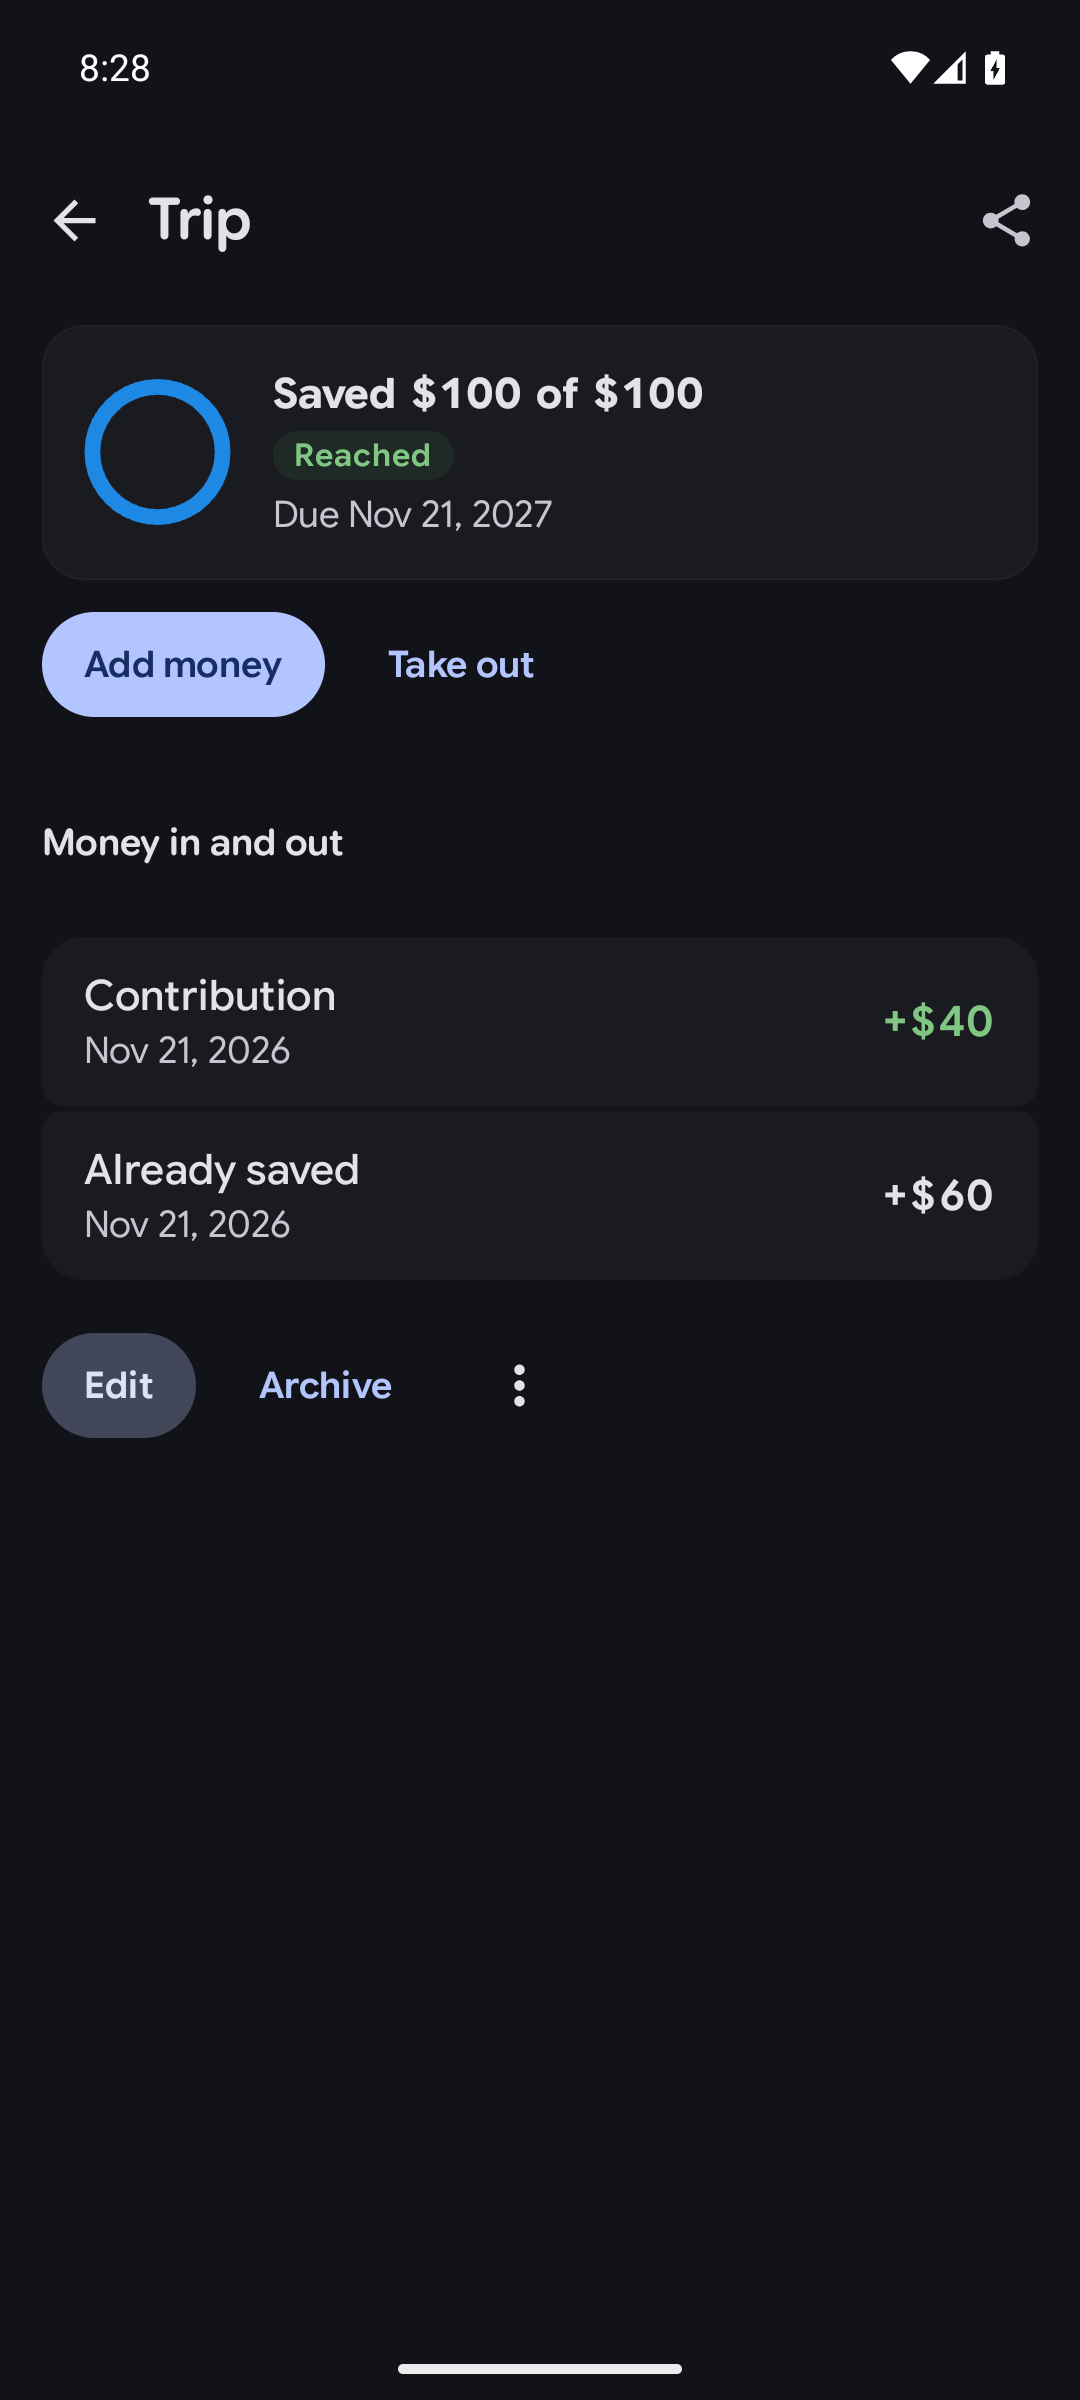 8:28
Trip
Saved $100 of $100
Reached
Due Nov 21, 2027
Add money
Take out
Money in and out
Contribution
Nov 21, 2026
+$40
Already saved
Nov 21, 2026
+$60
Edit
Archive